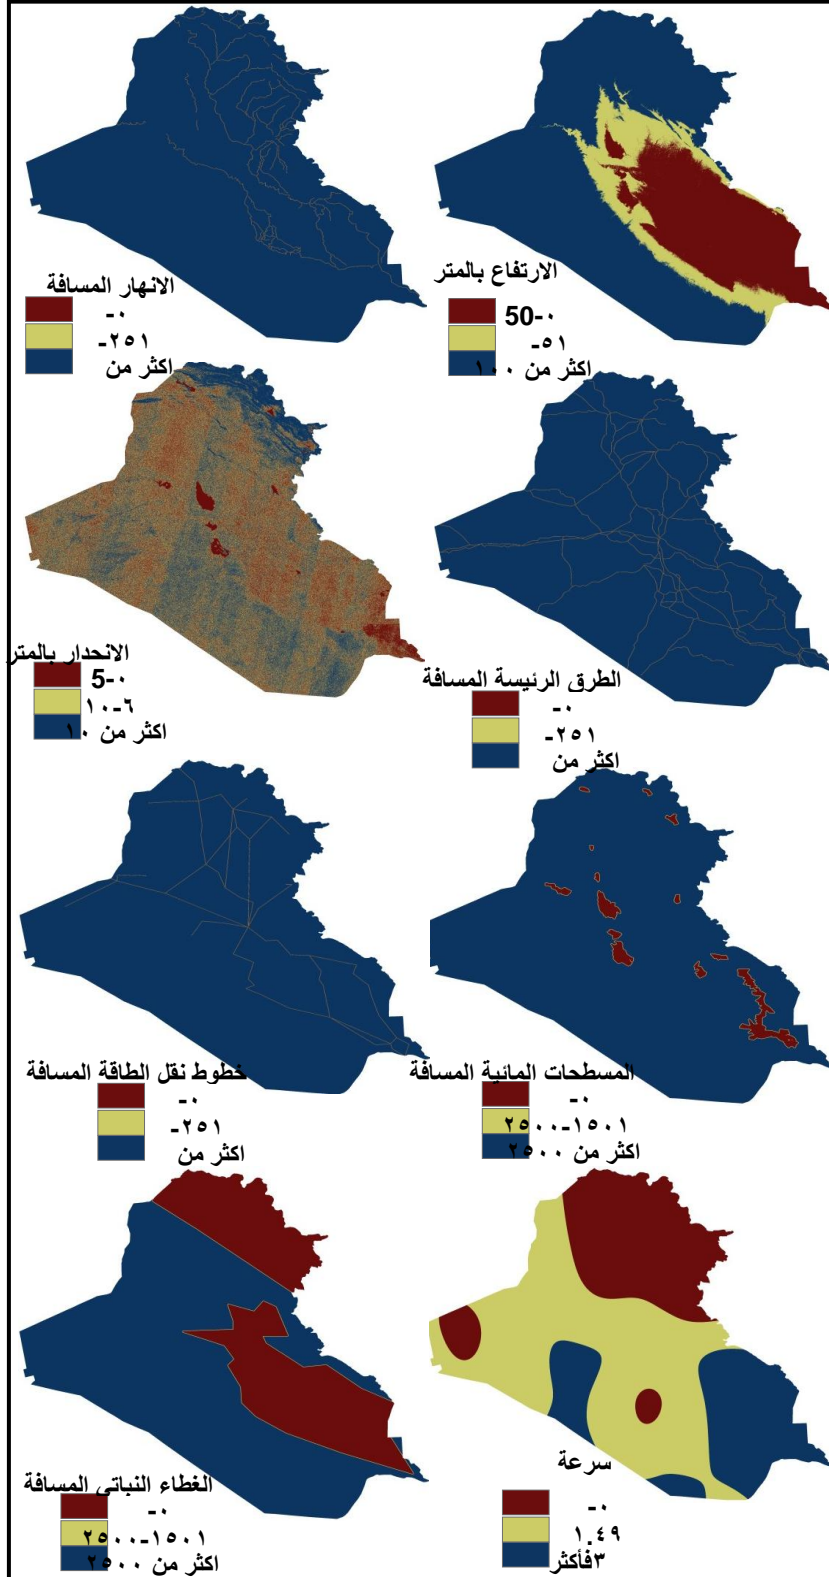 الانهار المسافة
٠-
٢٥١-
اكثر من
الارتفاع بالمتر
٠-50
٥١-
اكثر من ١٠٠
الانحدار بالمتر
٠-5
٦-١٠
اكثر من ١٠
الطرق الرئيسة المسافة
٠-
٢٥١-
اكثر من
خطوط نقل الطاقة المسافة
٠-
٢٥١-
اكثر من
المسطحات المائية المسافة
٠-
١٥٠١-٢٥٠٠
اكثر من ٢٥٠٠
الغطاء النباتي المسافة
٠-
١٥٠١-٢٥٠٠
اكثر من ٢٥٠٠
سرعة
٠-
١.٤٩
٣فأكثر